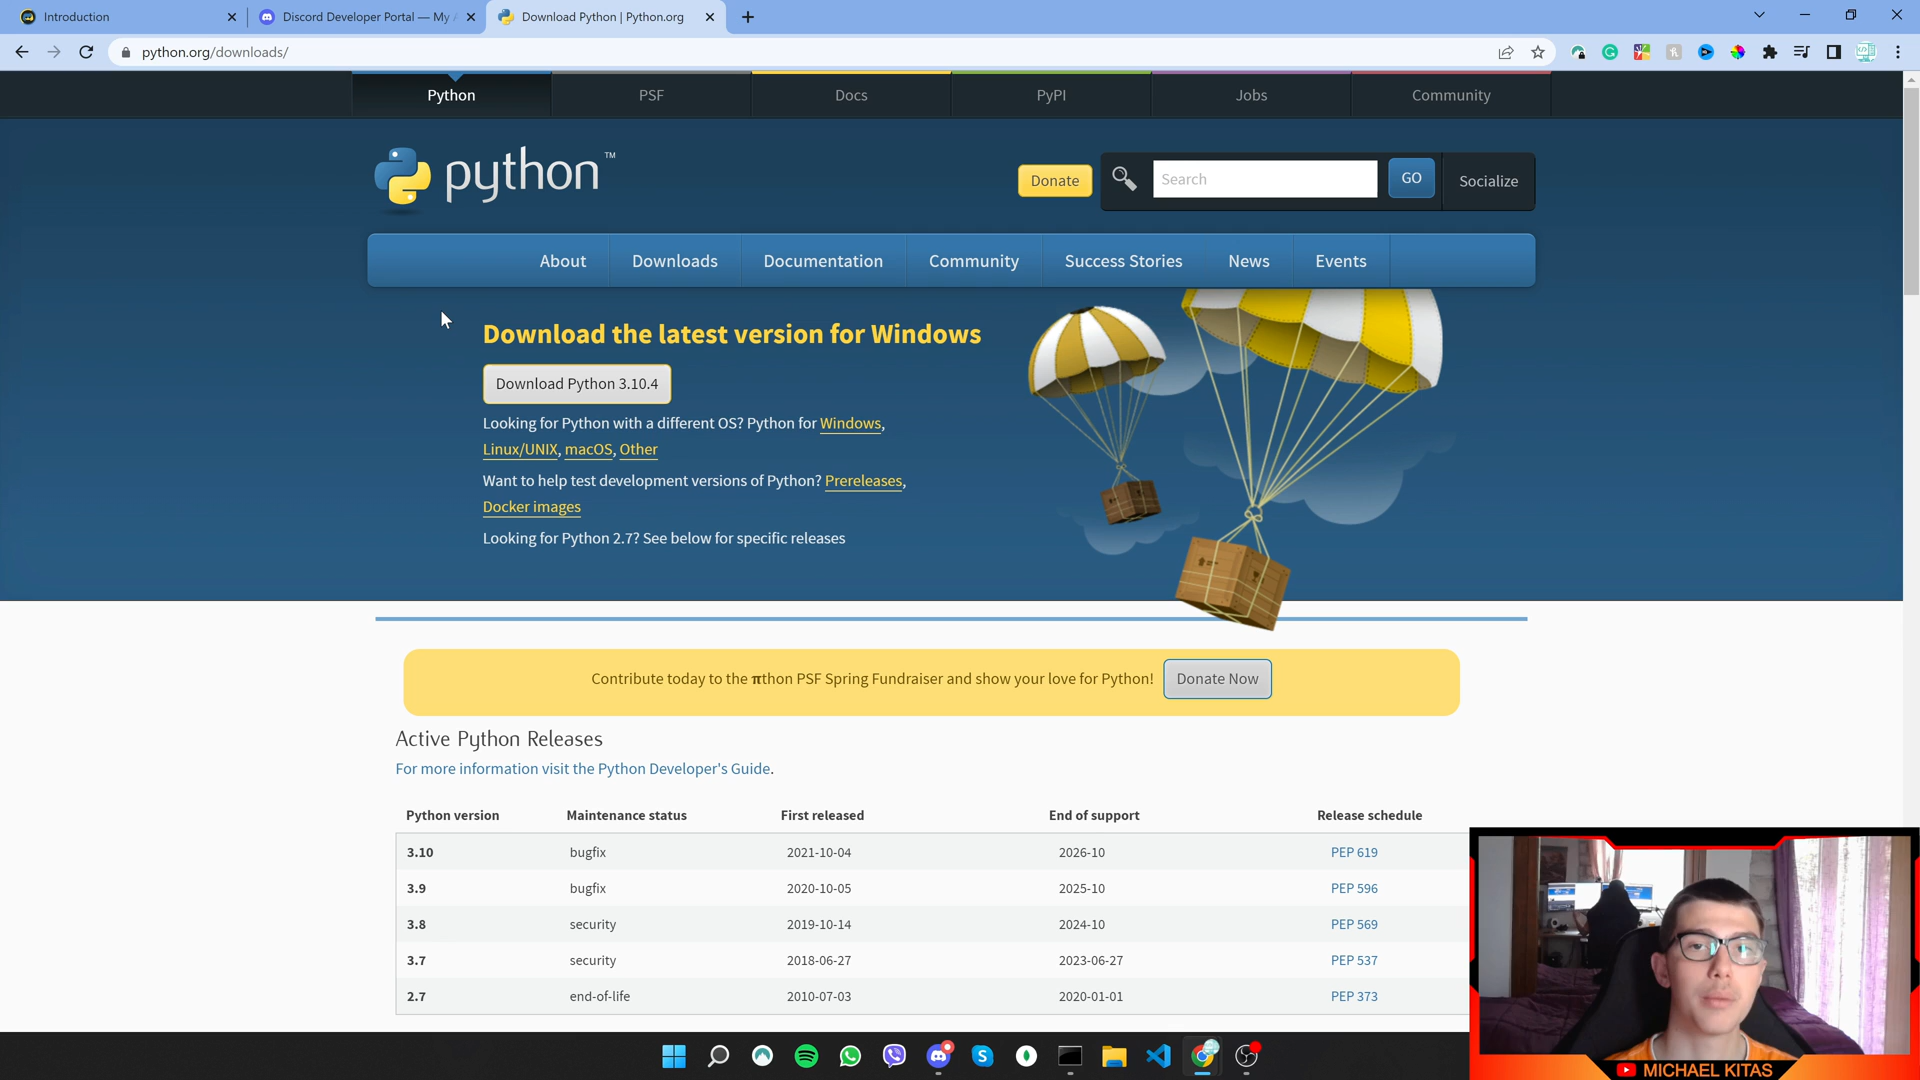 Introduction
Discord Developer Portal — My
Download Python | Python.org
python.org/downloads/
Python
PSF
Docs
PyPI
Jobs
Community
python™
Donate
Search
GO
Socialize
About
Downloads
Documentation
Community
Success Stories
News
Events
Download the latest version for Windows
Download Python 3.10.4
Looking for Python with a different OS? Python for Windows,
Linux/UNIX, macOS, Other
Want to help test development versions of Python? Prereleases,
Docker images
Looking for Python 2.7? See below for specific releases
Contribute today to the πthon PSF Spring Fundraiser and show your love for Python!
Donate Now
Active Python Releases
For more information visit the Python Developer's Guide.
Python version Maintenance status First released End of support Release schedule
3.10 bugfix 2021-10-04 2026-10 PEP 619
3.9 bugfix 2020-10-05 2025-10 PEP 596
3.8 security 2019-10-14 2024-10 PEP 569
3.7 security 2018-06-27 2023-06-27 PEP 537
2.7 end-of-life 2010-07-03 2020-01-01 PEP 373
MICHAEL KITAS